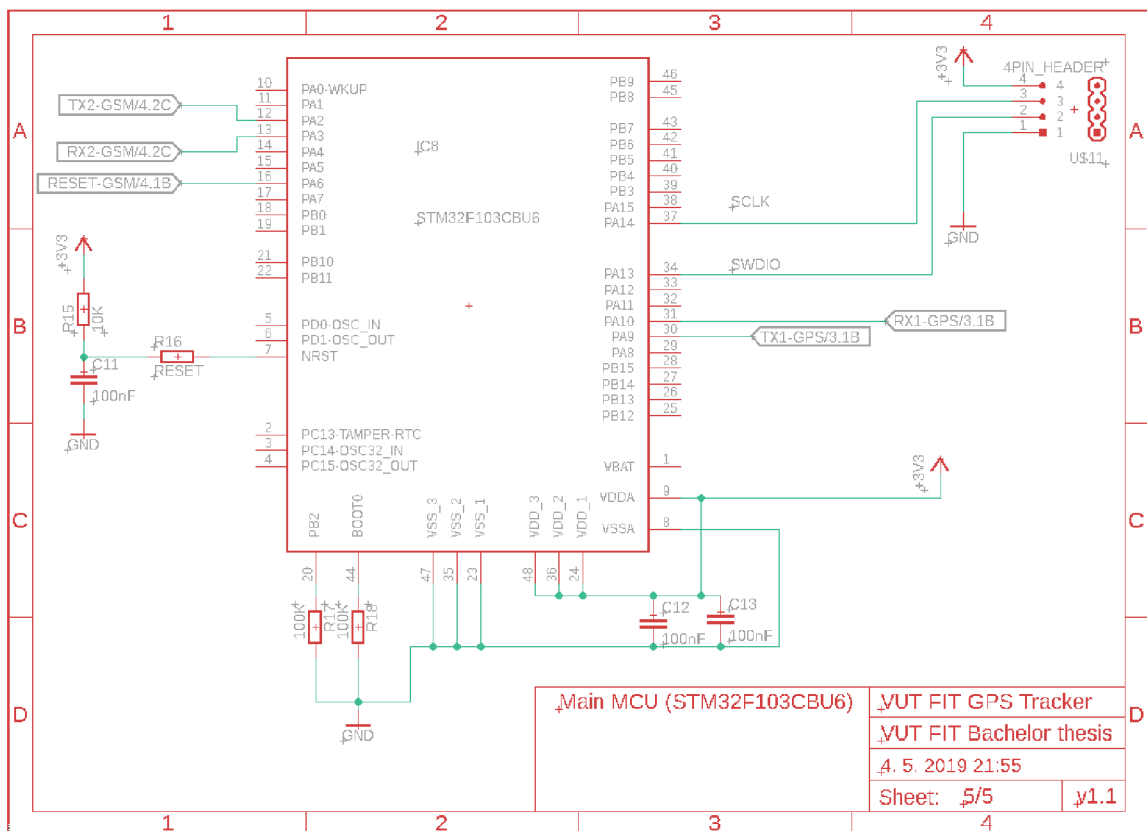 1 2 3 4
A
B
C
D
A
B
C
D
TX2-GSM/4.2C
RX2-GSM/4.2C
RESET-GSM/4.1B
+3V3
R15
10K
R16
RESET
C11
100nF
GND
10 PA0-WKUP
11 PA1
12 PA2
13 PA3
14 PA4
15 PA5
16 PA6
17 PA7
18 PB0
19 PB1
21 PB10
22 PB11
5 PD0-OSC_IN
6 PD1-OSC_OUT
7 NRST
2 PC13-TAMPER-RTC
3 PC14-OSC32_IN
4 PC15-OSC32_OUT
IC8
STM32F103CBU6
PB9 46
PB8 45
PB7 43
PB6 42
PB5 41
PB4 40
PB3 39
PA15 38
PA14 37
PA13 34
PA12 33
PA11 32
PA10 31
PA9 30
PA8 29
PB15 28
PB14 27
PB13 26
PB12 25
VBAT 1
VDDA 9
VSSA 8
PB2 20
BOOT0 44
VSS_3 47
VSS_2 35
VSS_1 23
VDD_3 48
VDD_2 36
VDD_1 24
SCLK
SWDIO
RX1-GPS/3.1B
TX1-GPS/3.1B
+3V3
4PIN_HEADER
4 4
3 3
2 2
1 1
U$11
GND
+3V3
100K
R17
100K
R18
GND
C12
100nF
C13
100nF
Main MCU (STM32F103CBU6)
VUT FIT GPS Tracker
VUT FIT Bachelor thesis
4. 5. 2019 21:55
Sheet: 5/5
v1.1
1 2 3 4